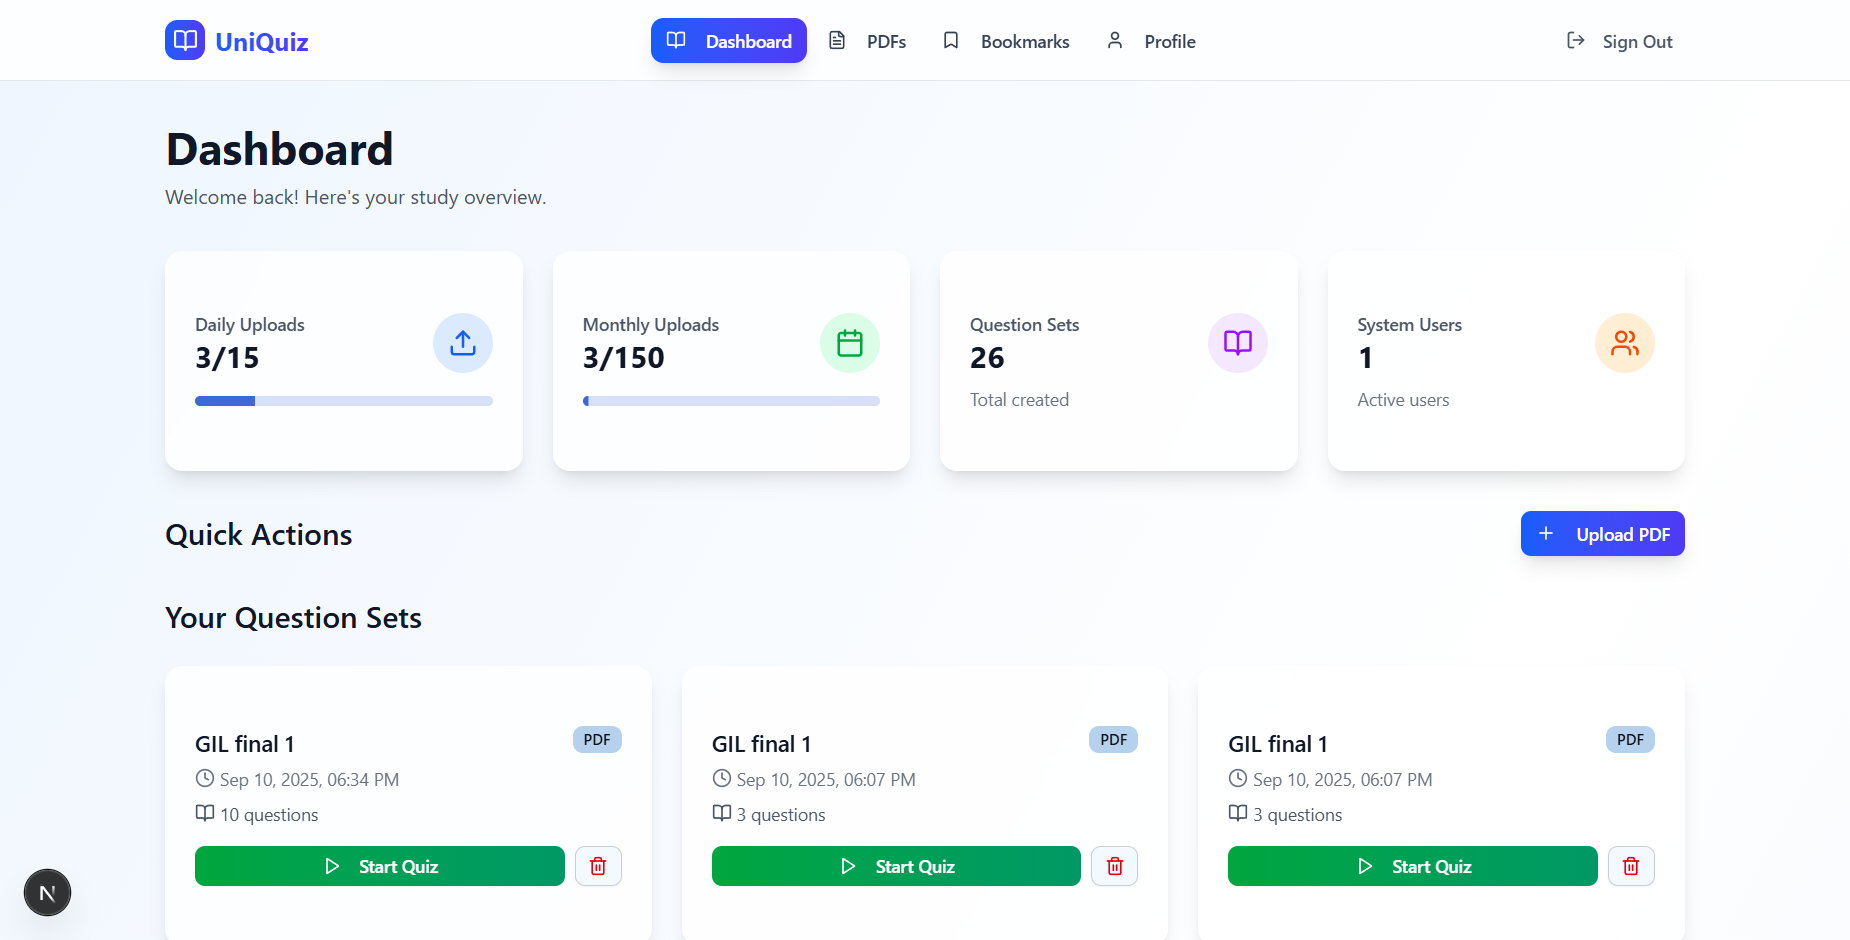 UniQuiz
Dashboard
PDFs
Bookmarks
Profile
Sign Out
Dashboard
Welcome back! Here's your study overview.
Daily Uploads
3/15
Monthly Uploads
3/150
Question Sets
26
Total created
System Users
1
Active users
Quick Actions
Upload PDF
Your Question Sets
GIL final 1
PDF
Sep 10, 2025, 06:34 PM
10 questions
Start Quiz
GIL final 1
PDF
Sep 10, 2025, 06:07 PM
3 questions
Start Quiz
GIL final 1
PDF
Sep 10, 2025, 06:07 PM
3 questions
Start Quiz
N